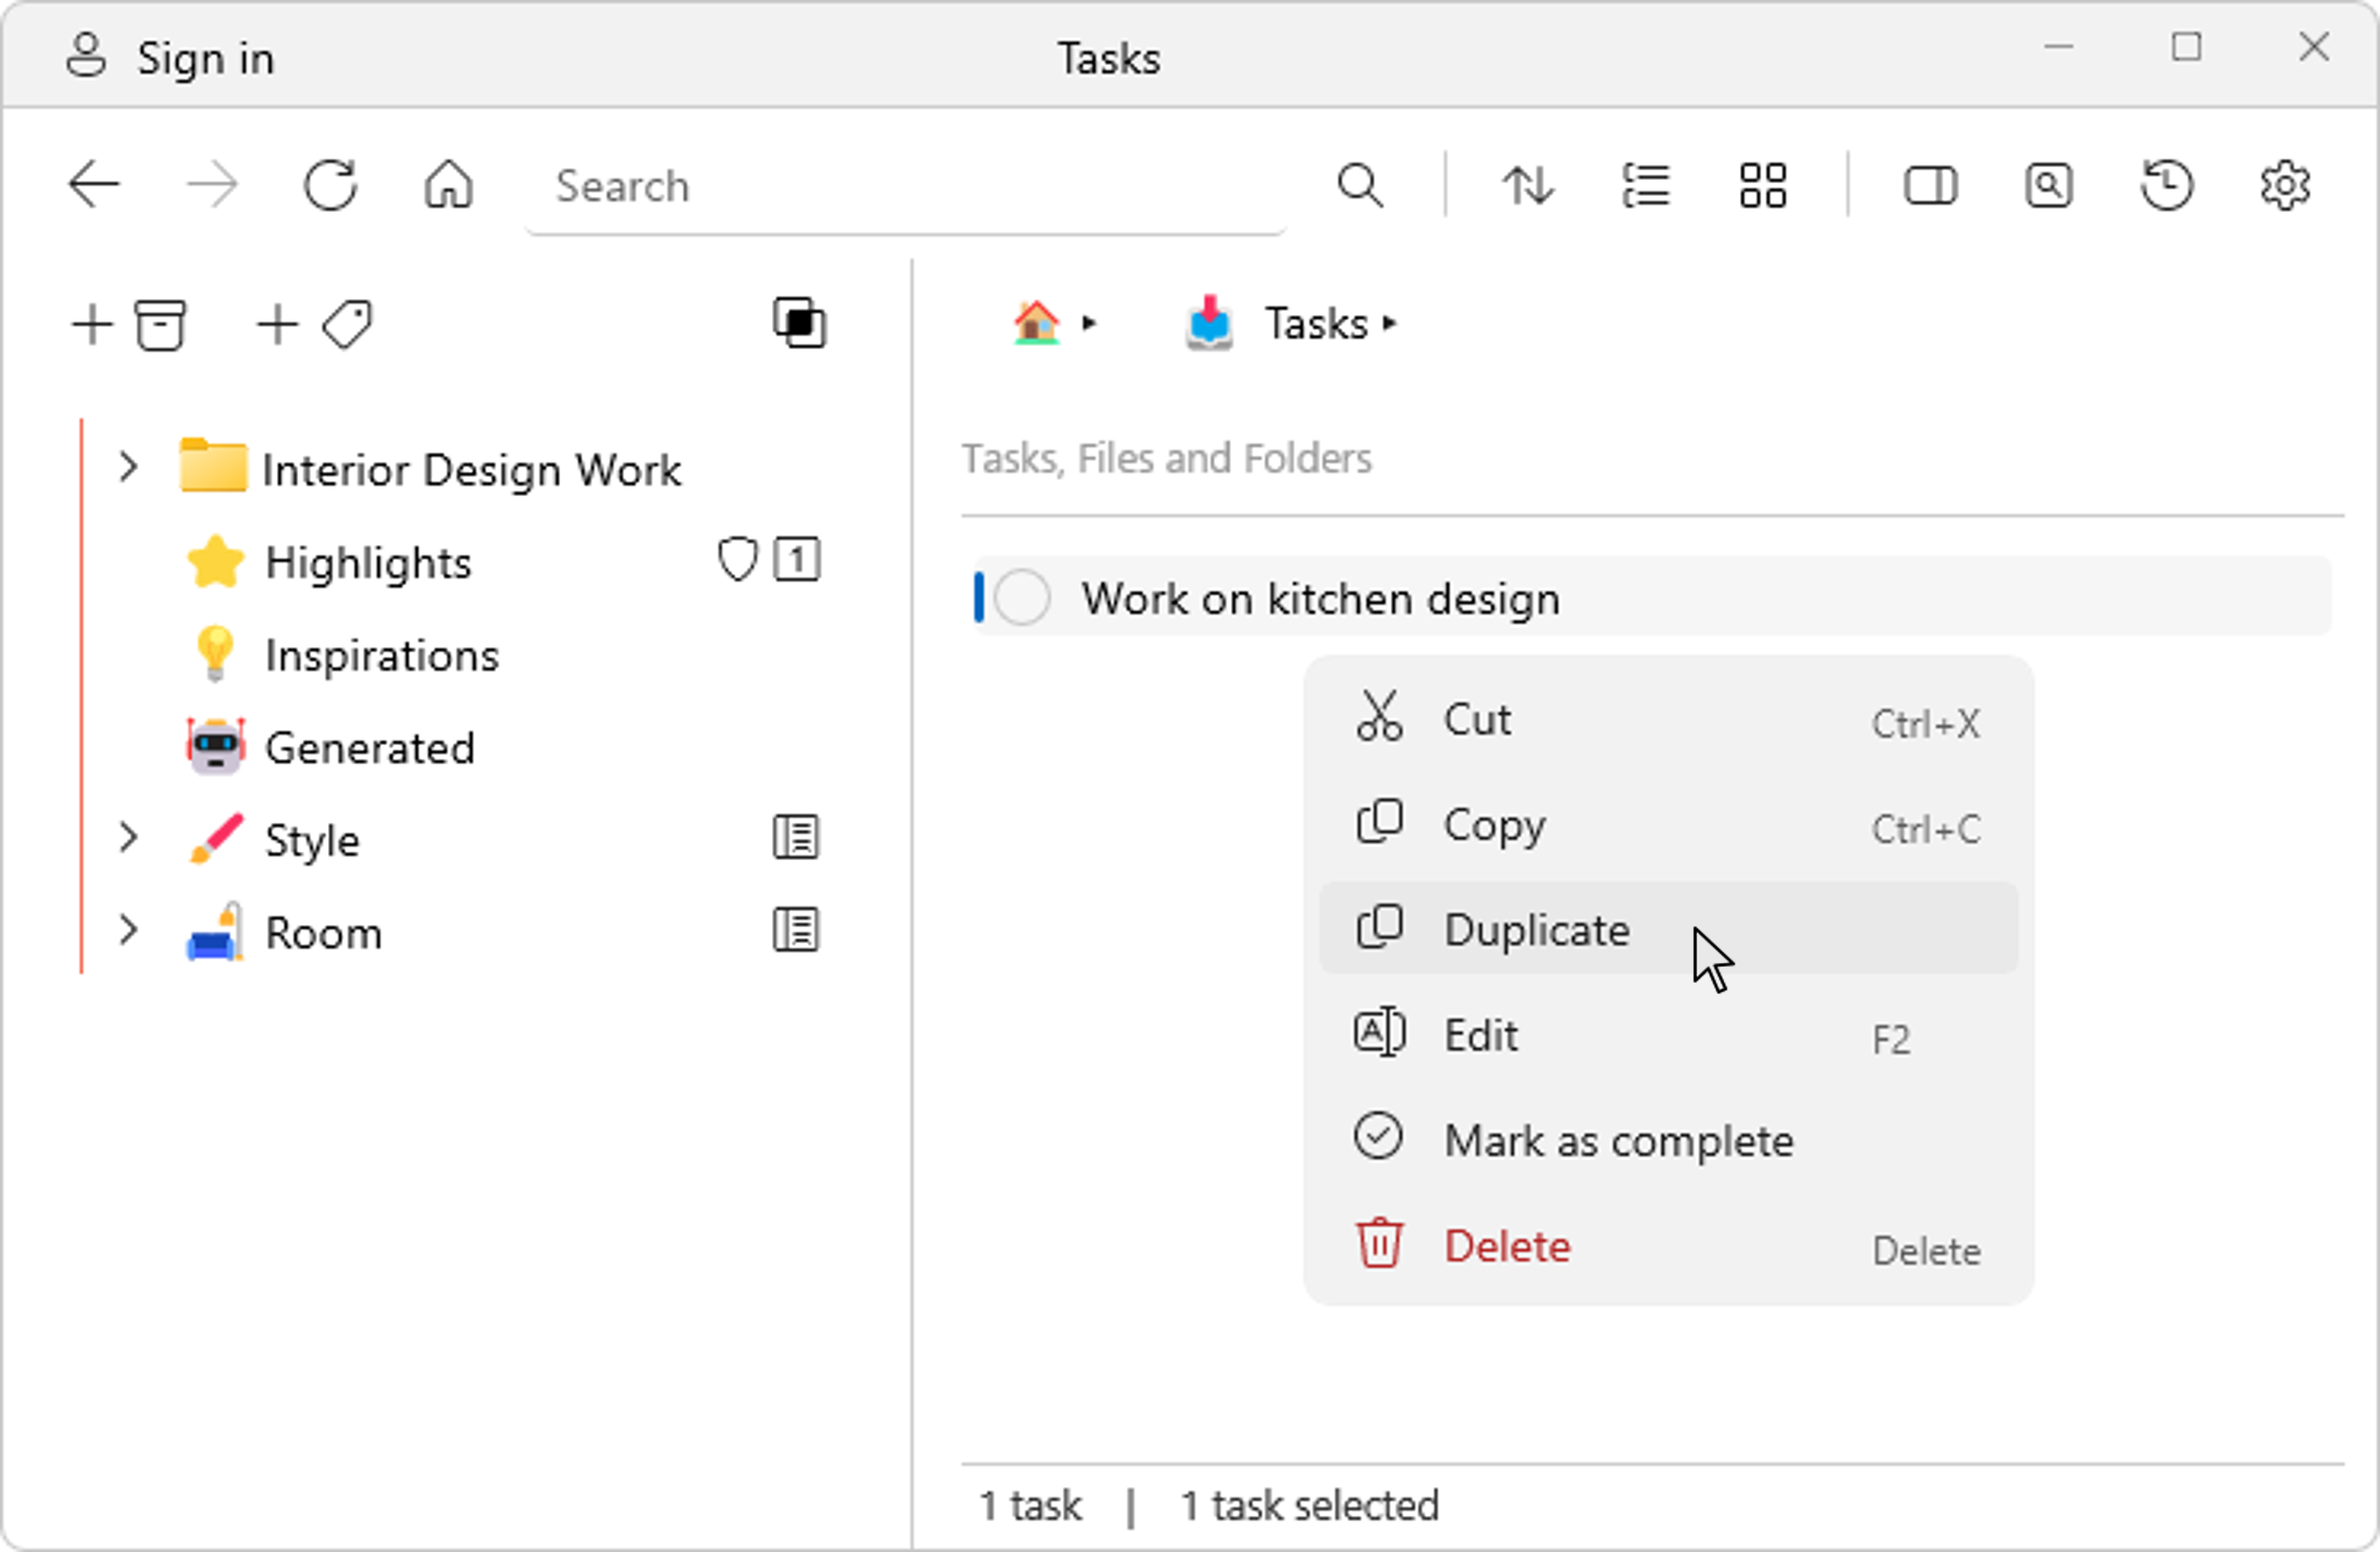 Sign in
Tasks
Search
Tasks
Interior Design Work
Highlights
1
Inspirations
Generated
Style
Room
Tasks, Files and Folders
Work on kitchen design
Cut Ctrl+X
Copy Ctrl+C
Duplicate
Edit F2
Mark as complete
Delete Delete
1 task | 1 task selected